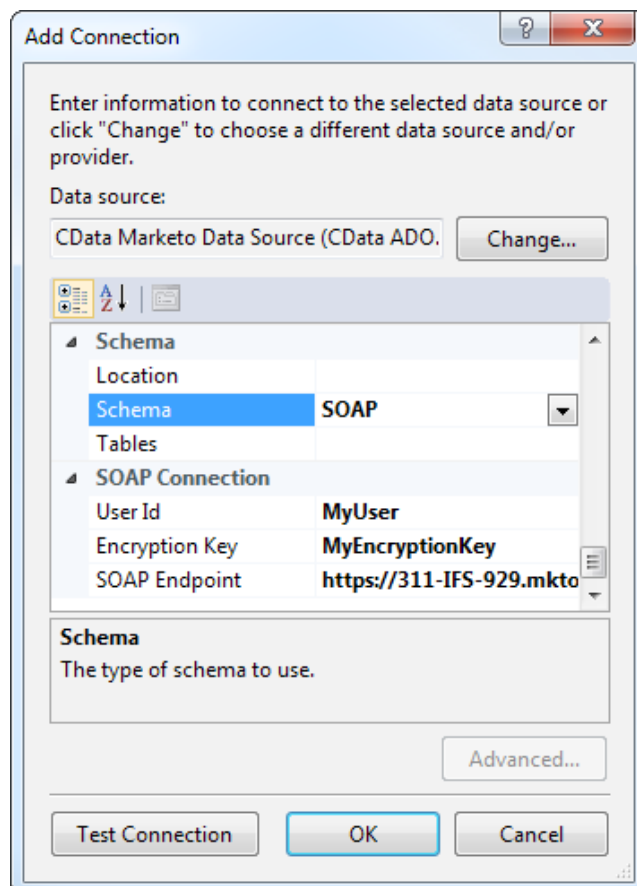 Add Connection
Enter information to connect to the selected data source or
click "Change" to choose a different data source and/or
provider.
Data source:
CData Marketo Data Source (CData ADO.
Change...
Schema
Location
Schema SOAP
Tables
SOAP Connection
User Id MyUser
Encryption Key MyEncryptionKey
SOAP Endpoint https://311-IFS-929.mkto
Schema
The type of schema to use.
Advanced...
Test Connection OK Cancel